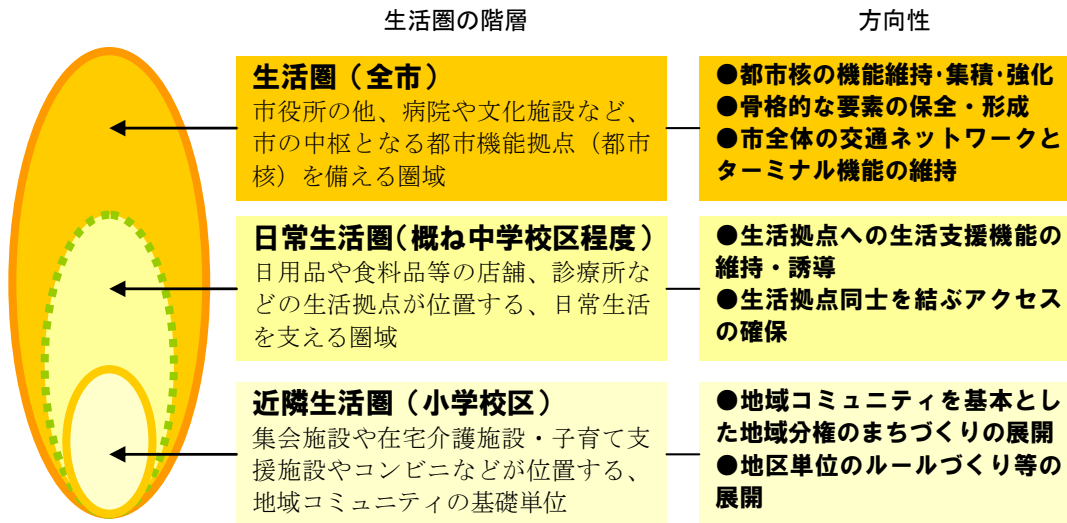 生活圏の階層
方向性
生活圏（全市）
市役所の他、病院や文化施設など、
市の中枢となる都市機能拠点（都市
核）を備える圏域
●都市核の機能維持･集積･強化
●骨格的な要素の保全・形成
●市全体の交通ネットワークと
ターミナル機能の維持
日常生活圏（概ね中学校区程度）
日用品や食料品等の店舗、診療所な
どの生活拠点が位置する、日常生活
を支える圏域
●生活拠点への生活支援機能の
維持・誘導
●生活拠点同士を結ぶアクセス
の確保
近隣生活圏（小学校区）
集会施設や在宅介護施設・子育て支
援施設やコンビニなどが位置する、
地域コミュニティの基礎単位
●地域コミュニティを基本とし
た地域分権のまちづくりの展開
●地区単位のルールづくり等の
展開